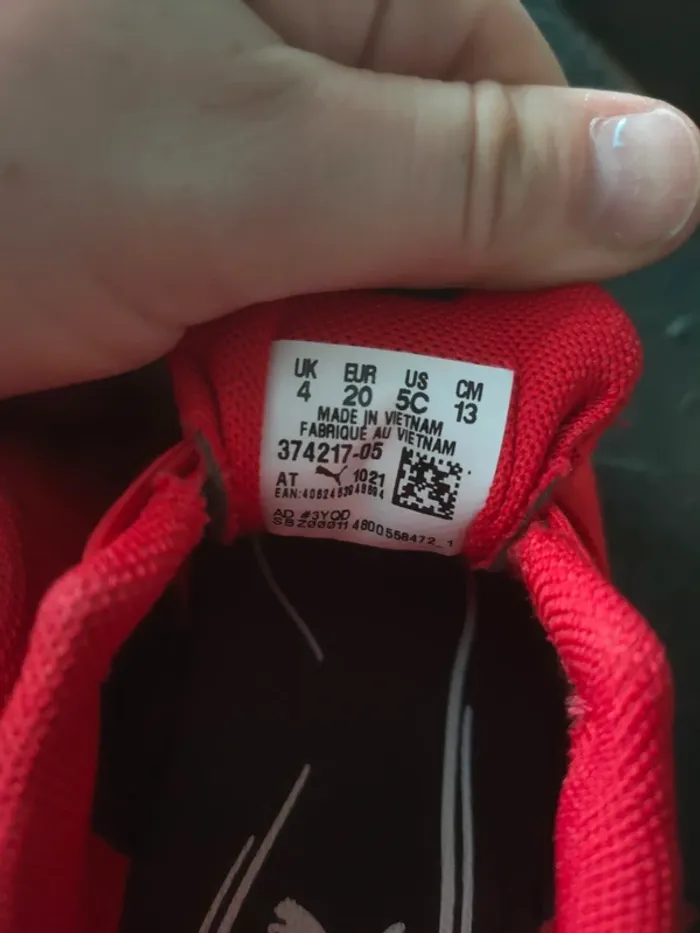 UK EUR US CM
4 20 5C 13
MADE IN VIETNAM
FABRIQUÉ AU VIETNAM
374217-05
AT 1021
AD #3YOD